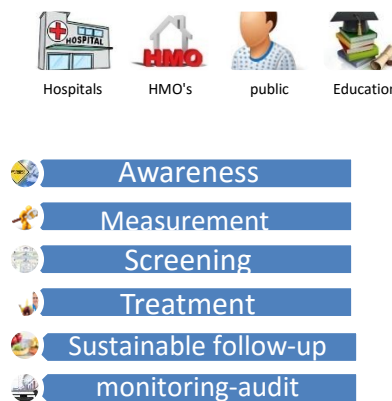 HOSPITAL
HMO
Hospitals
HMO's
public
Education
Awareness
Measurement
Screening
Treatment
Sustainable follow-up
monitoring-audit